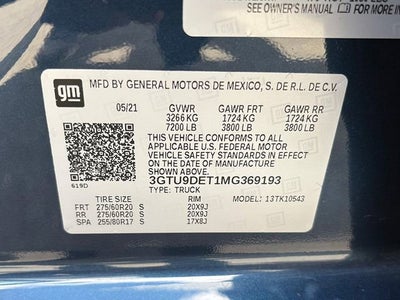 SEE OWNER'S MANUAL FOR MORE IN
gm
MFD BY GENERAL MOTORS DE MEXICO, S. DE R.L. DE C.V.
05/21 GVWR GAWR FRT GAWR RR
3266 KG 1724 KG 1724 KG
7200 LB 3800 LB 3800 LB
THIS VEHICLE CONFORMS TO ALL
APPLICABLE U.S. FEDERAL MOTOR
VEHICLE SAFETY STANDARDS IN EFFECT
ON THE DATE OF MANUFACTURE
SHOWN ABOVE.
3GTU9DET1MG369193
619D TYPE: TRUCK
TIRE SIZE RIM MODEL: 13TK10543
FRT 275/60R20 S 20X9J
RR 275/60R20 S 20X9J
SPA 255/80R17 S 17X8J